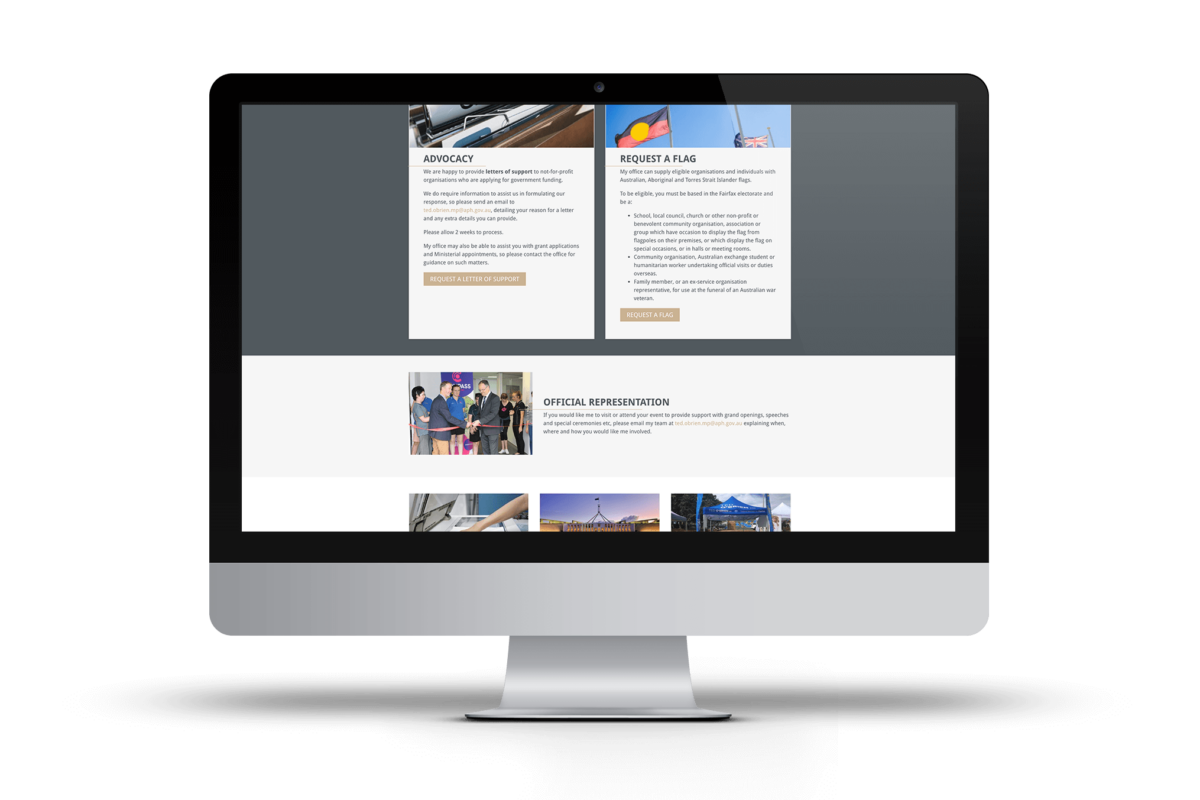 ADVOCACY
We are happy to provide letters of support to not-for-profit
organisations who are applying for government funding.
We do require information to assist us in formulating our
response, so please send an email to
ted.obrien.mp@aph.gov.au, detailing your reason for a letter
and any extra details you can provide.
Please allow 2 weeks to process.
My office may also be able to assist you with grant applications
and Ministerial appointments, so please contact the office for
guidance on such matters.
REQUEST A LETTER OF SUPPORT
REQUEST A FLAG
My office can supply eligible organisations and individuals with
Australian, Aboriginal and Torres Strait Islander flags.
To be eligible, you must be based in the Fairfax electorate and
be a:
• School, local council, church or other non-profit or
benevolent community organisation, association or
group which have occasion to display the flag from
flagpoles on their premises, or which display the flag on
special occasions, or in halls or meeting rooms.
• Community organisation, Australian exchange student or
humanitarian worker undertaking official visits or duties
overseas.
• Family member, or an ex-service organisation
representative, for use at the funeral of an Australian war
veteran.
REQUEST A FLAG
PASS
OFFICIAL REPRESENTATION
If you would like me to visit or attend your event to provide support with grand openings, speeches
and special ceremonies etc, please email my team at ted.obrien.mp@aph.gov.au explaining when,
where and how you would like me involved.